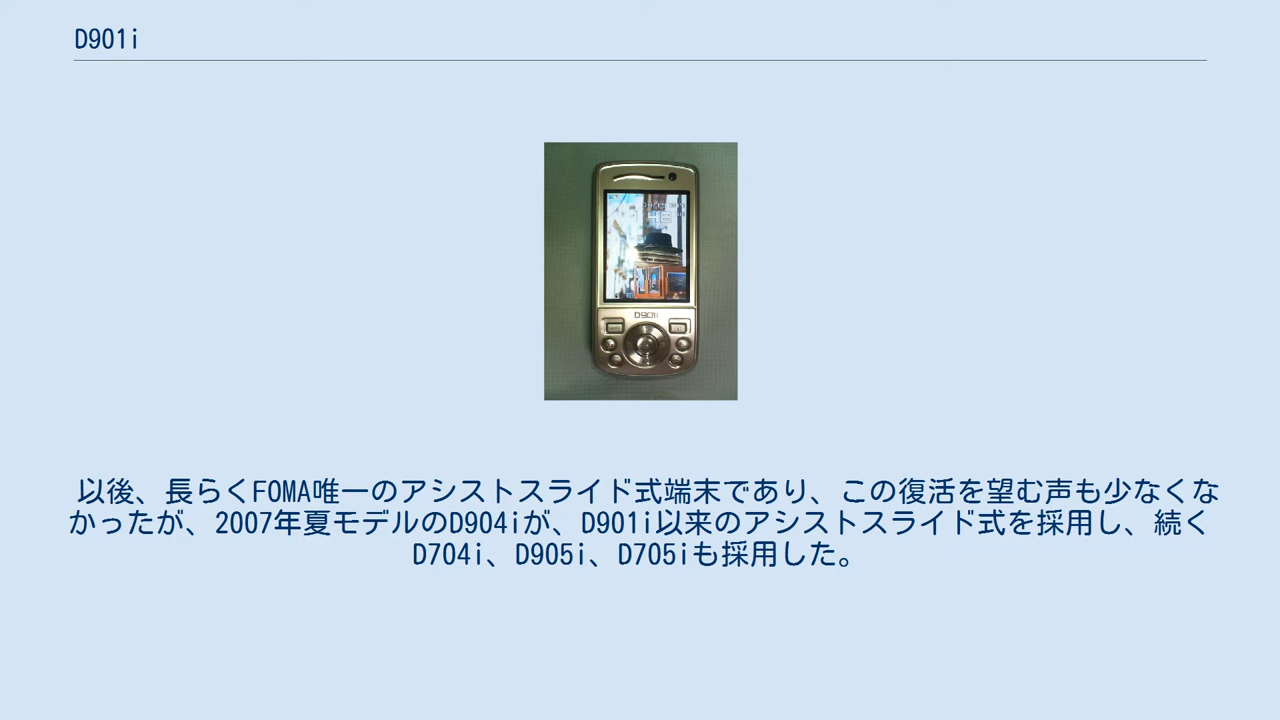 D901i
D901i
以後、長らくFOMA唯一のアシストスライド式端末であり、この復活を望む声も少なくな
かったが、2007年夏モデルのD904iが、D901i以来のアシストスライド式を採用し、続く
D704i、D905i、D705iも採用した。